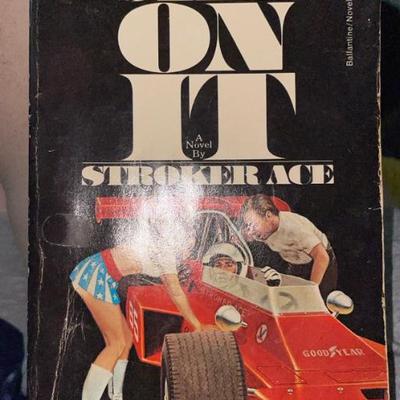 ON
IT
A
Novel
By
STROKER ACE
Ballantine/Novel
GOODYEAR